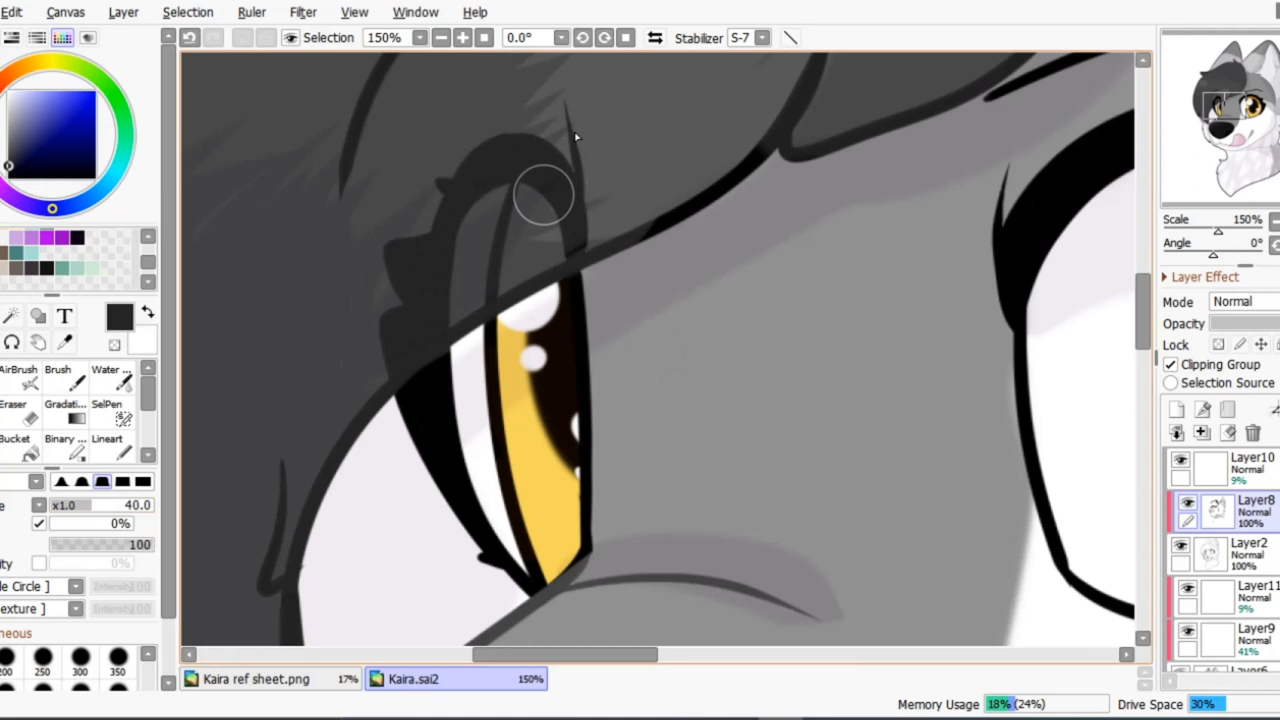 Edit Canvas Layer Selection Ruler Filter View Window Help
Selection 150% 0.0° Stabilizer S-7
T
AirBrush Brush Water ...
Eraser Gradati... SelPen
Bucket Binary ... Lineart
e x1.0 40.0
0%
100
ity 0%
le Circle ]
exture ]
neous
200 250 300 350
Scale 150%
Angle 0°
Layer Effect
Mode Normal
Opacity
Lock
Clipping Group
Selection Source
Layer10
Normal
9%
Layer8
Normal
100%
Layer2
Normal
100%
Layer11
Normal
9%
Layer9
Normal
41%
Kaira ref sheet.png 17% Kaira.sai2 150%
Memory Usage 18% (24%) Drive Space 30%